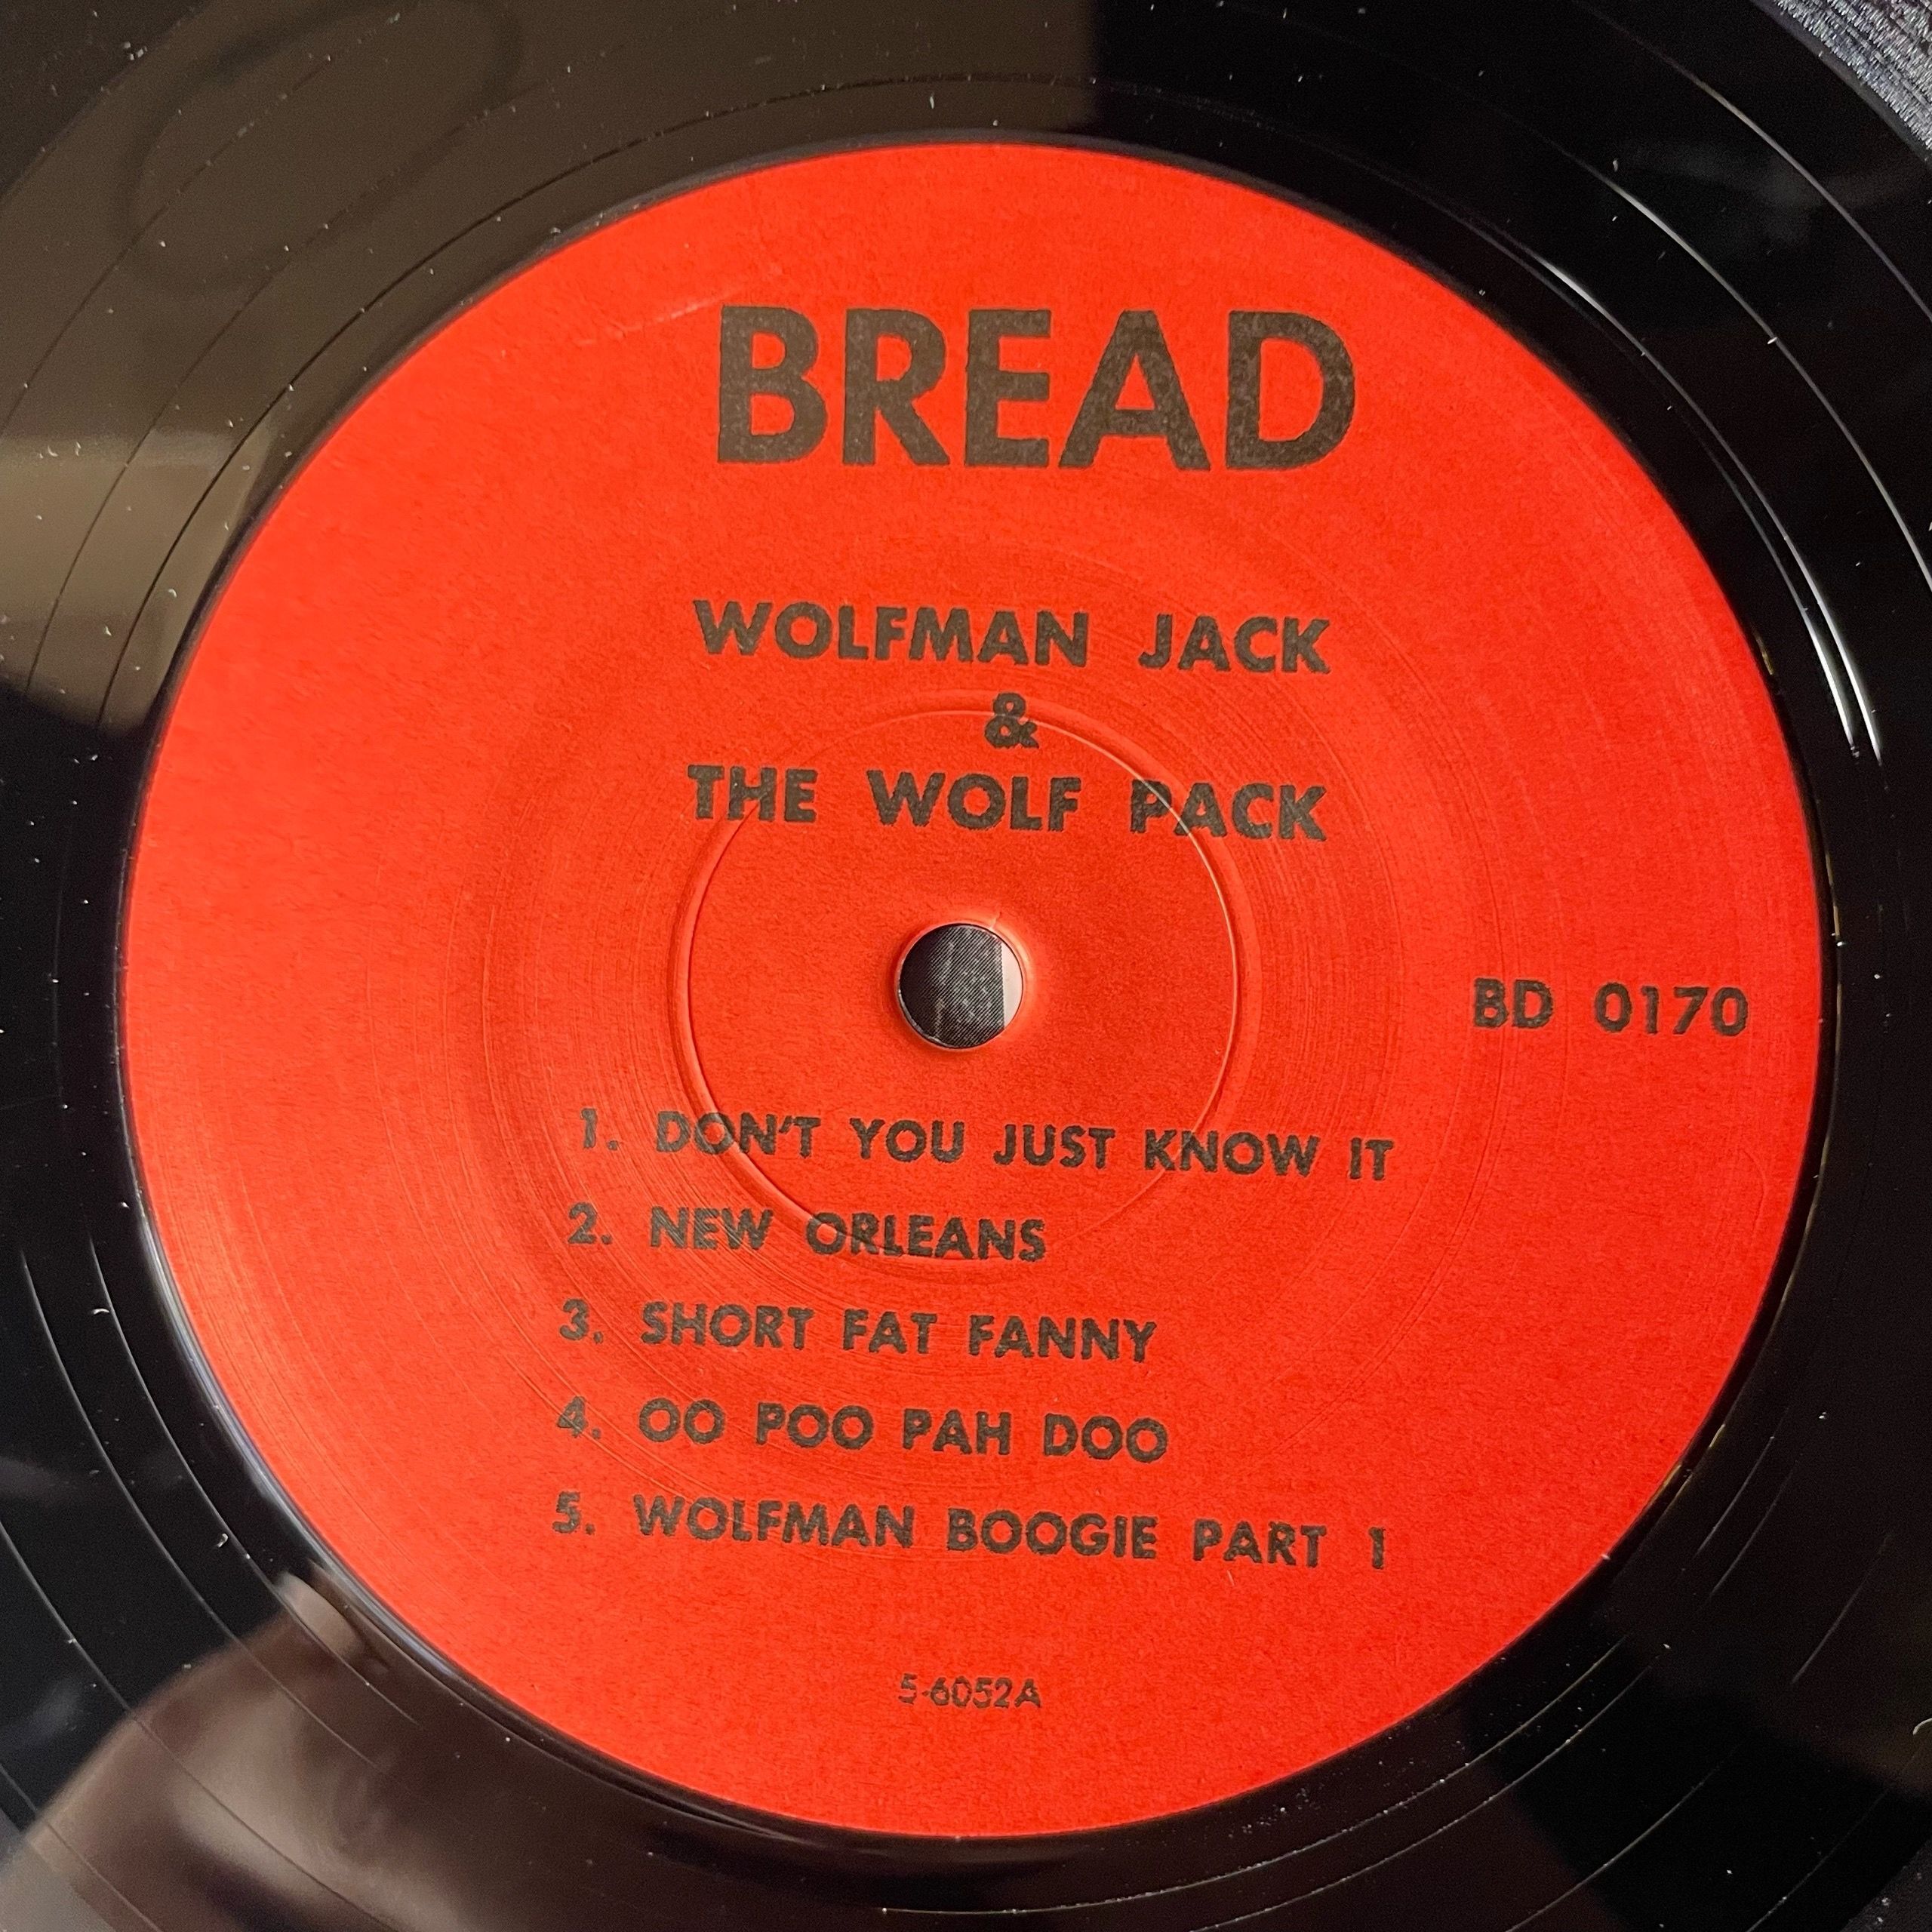 BREAD
WOLFMAN JACK
&
THE WOLF PACK
BD 0170
1. DON'T YOU JUST KNOW IT
2. NEW ORLEANS
3. SHORT FAT FANNY
4. OO POO PAH DOO
5. WOLFMAN BOOGIE PART 1
5-6052A